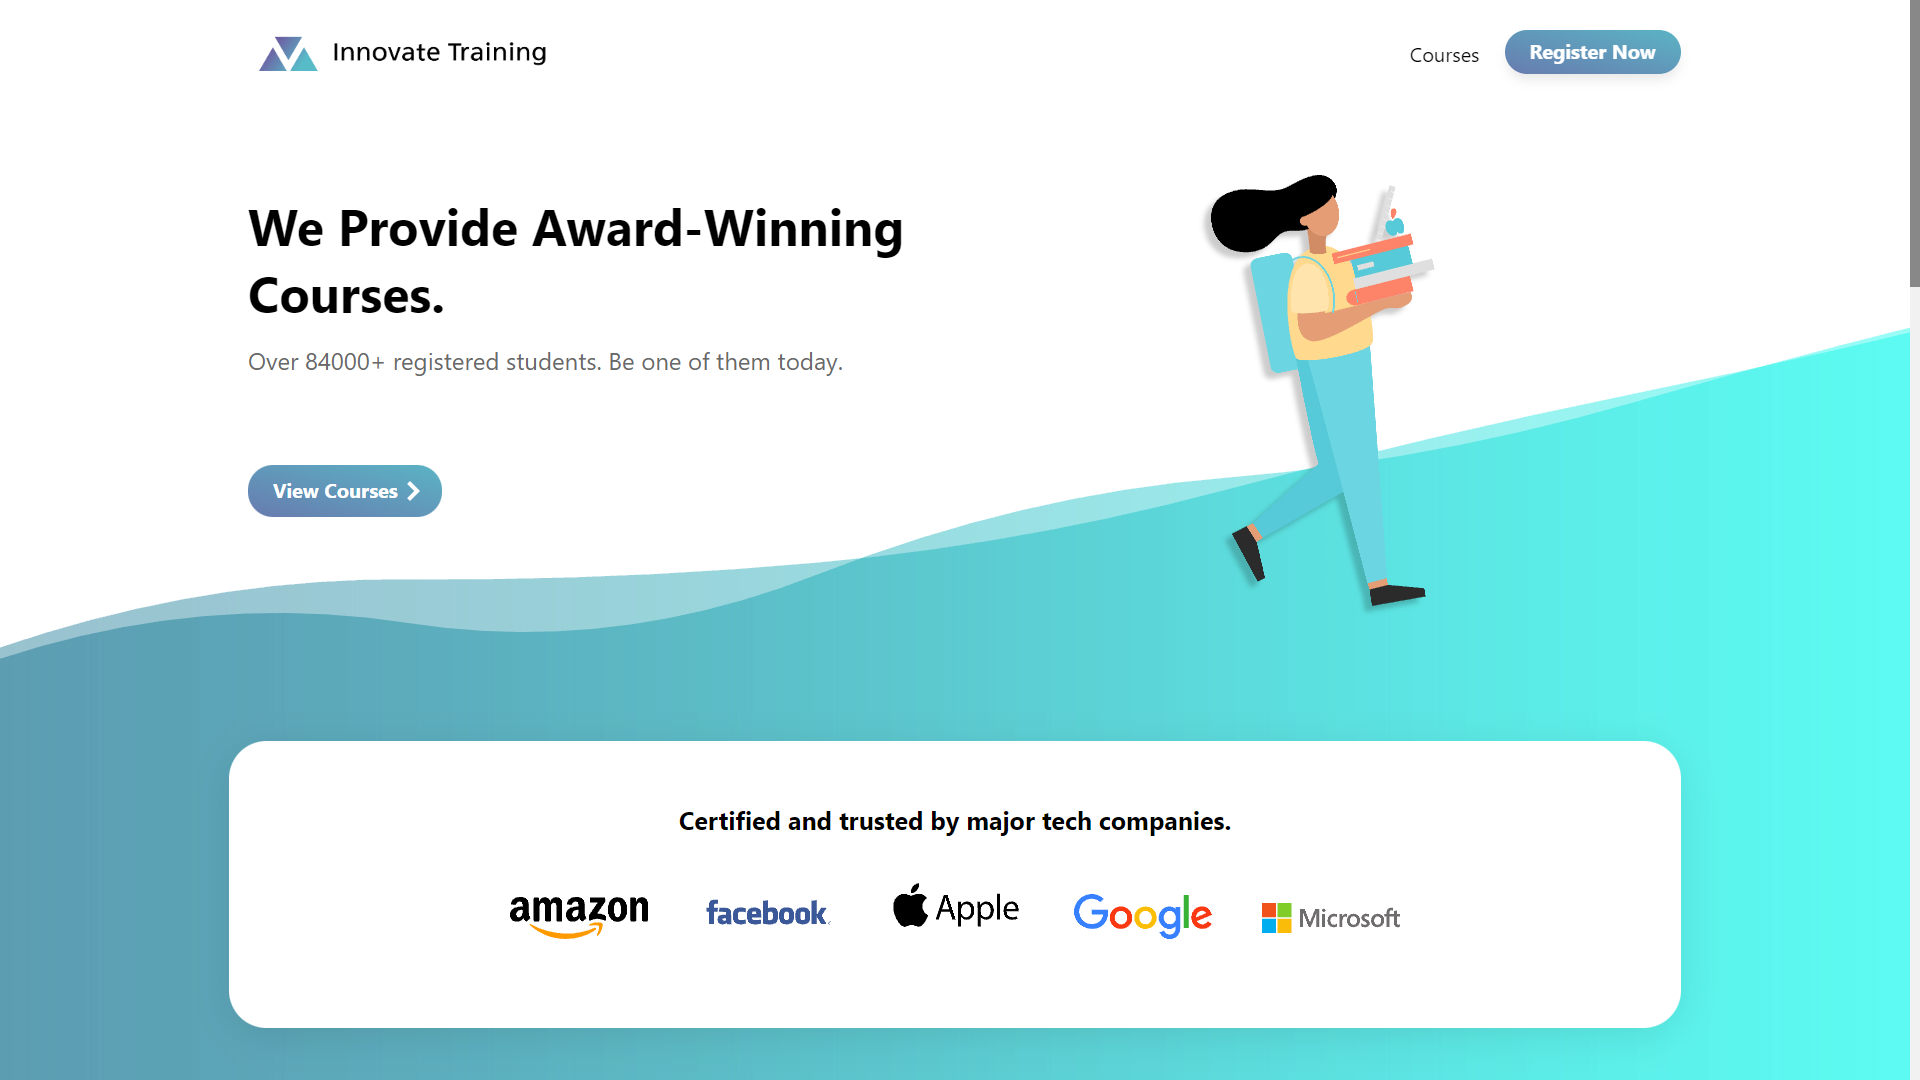 Innovate Training
Courses
Register Now
We Provide Award-Winning
Courses.
Over 84000+ registered students. Be one of them today.
View Courses
Certified and trusted by major tech companies.
amazon
facebook
Apple
Google
Microsoft